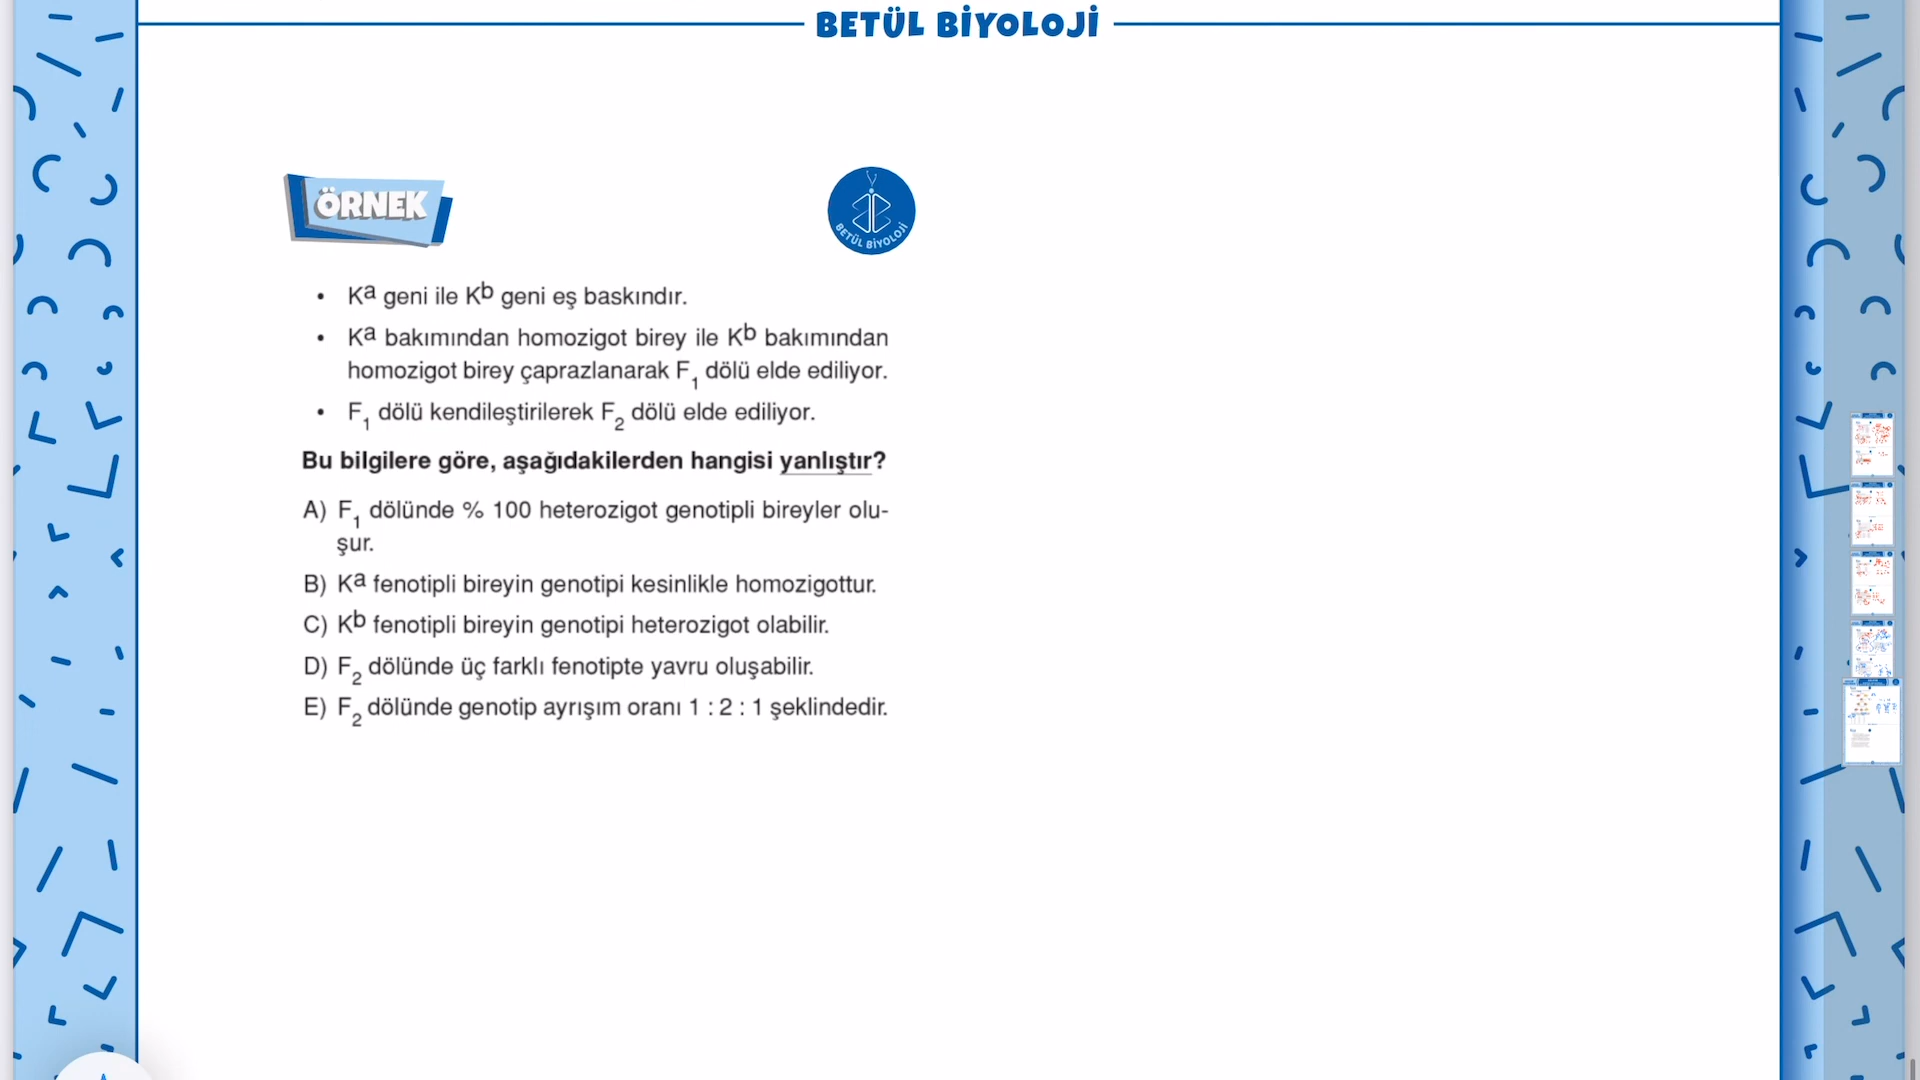 BETÜL BİYOLOJİ
ÖRNEK
BETÜL BİYOLOJİ
• Kᵃ geni ile Kᵇ geni eş baskındır.
• Kᵃ bakımından homozigot birey ile Kᵇ bakımından
homozigot birey çaprazlanarak F₁ dölü elde ediliyor.
• F₁ dölü kendileştirilerek F₂ dölü elde ediliyor.
Bu bilgilere göre, aşağıdakilerden hangisi yanlıştır?
A) F₁ dölünde % 100 heterozigot genotipli bireyler olu-
şur.
B) Kᵃ fenotipli bireyin genotipi kesinlikle homozigottur.
C) Kᵇ fenotipli bireyin genotipi heterozigot olabilir.
D) F₂ dölünde üç farklı fenotipte yavru oluşabilir.
E) F₂ dölünde genotip ayrışım oranı 1 : 2 : 1 şeklindedir.